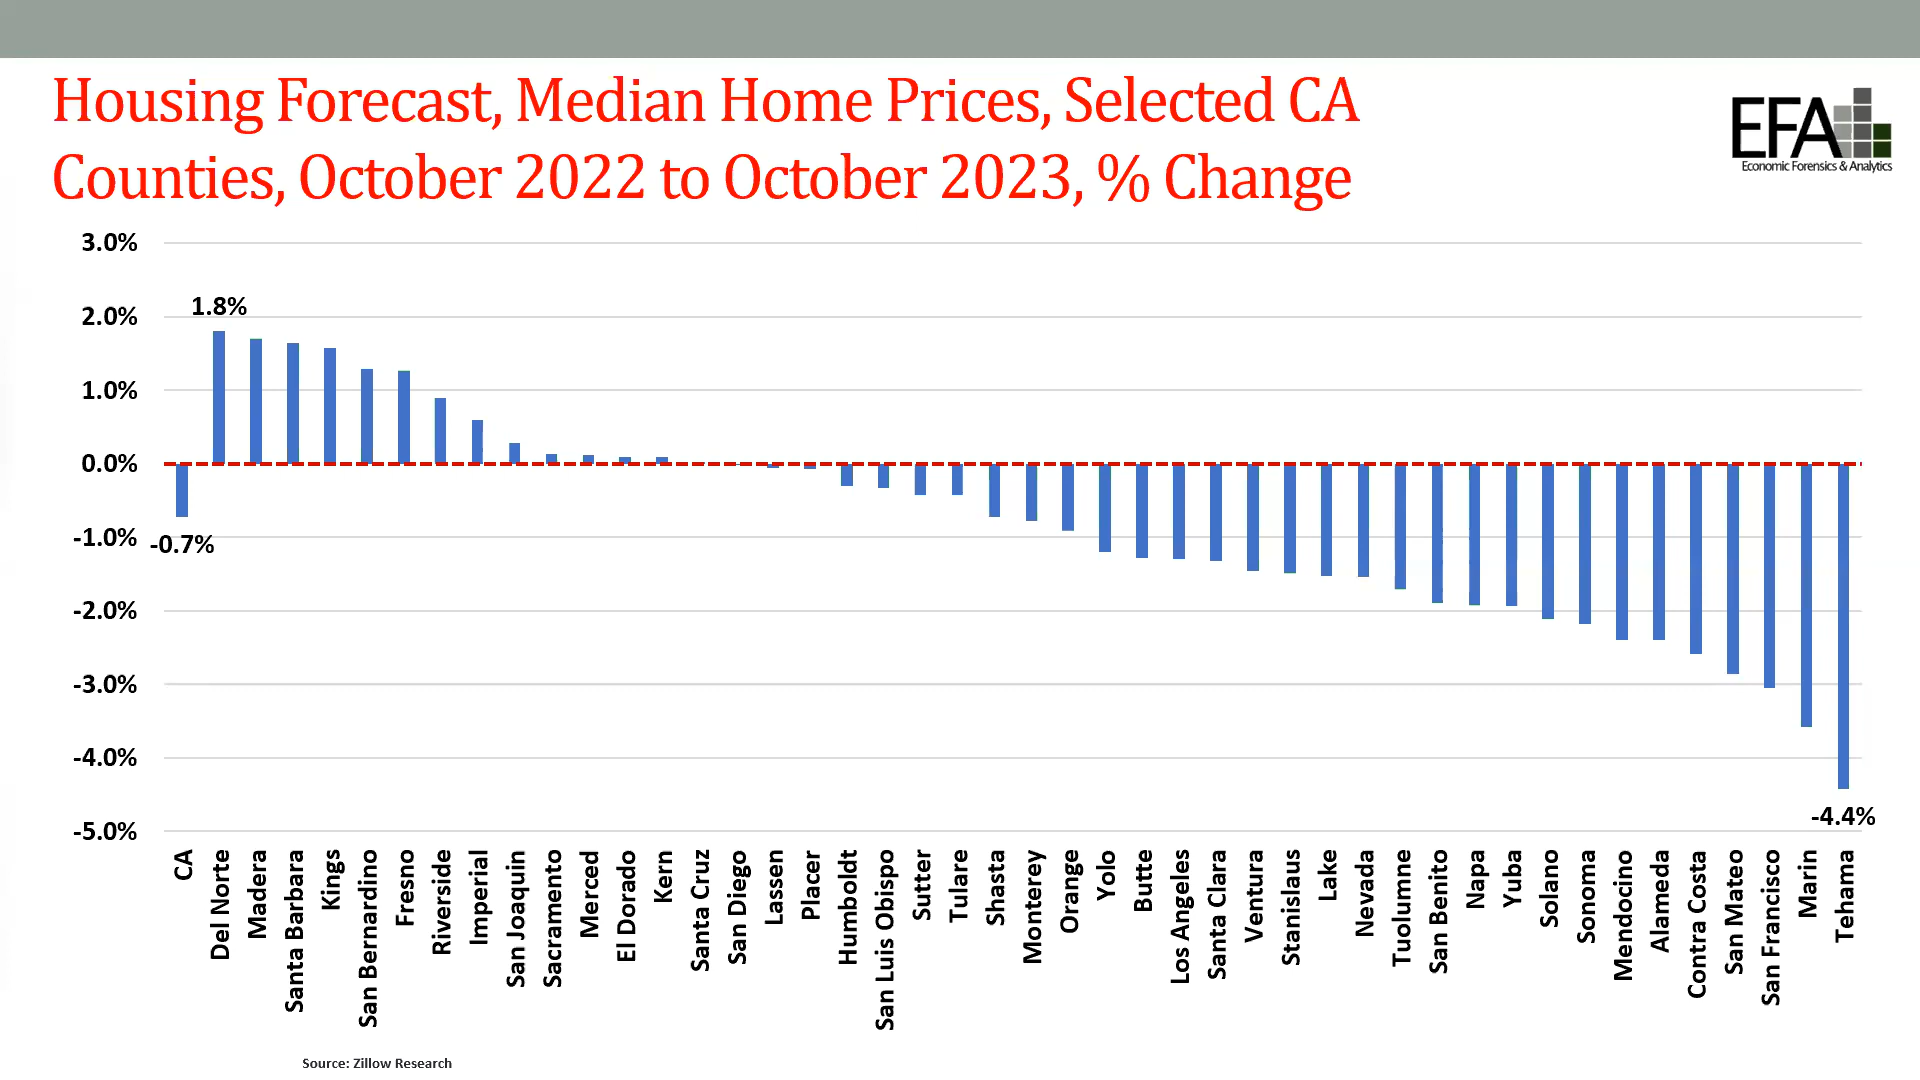 Housing Forecast, Median Home Prices, Selected CA
Counties, October 2022 to October 2023, % Change
EFA
Economic Forensics & Analytics
3.0%
2.0%
1.0%
0.0%
-1.0%
-2.0%
-3.0%
-4.0%
-5.0%
1.8%
-0.7%
-4.4%
CA
Del Norte
Madera
Santa Barbara
Kings
San Bernardino
Fresno
Riverside
Imperial
San Joaquin
Sacramento
Merced
El Dorado
Kern
Santa Cruz
San Diego
Lassen
Placer
Humboldt
San Luis Obispo
Sutter
Tulare
Shasta
Monterey
Orange
Yolo
Butte
Los Angeles
Santa Clara
Ventura
Stanislaus
Lake
Nevada
Tuolumne
San Benito
Napa
Yuba
Solano
Sonoma
Mendocino
Alameda
Contra Costa
San Mateo
San Francisco
Marin
Tehama
Source: Zillow Research